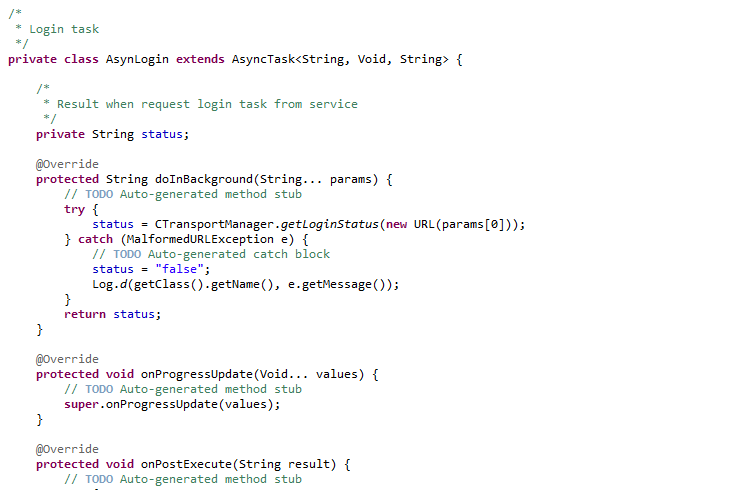 /*
 * Login task
 */
private class AsynLogin extends AsyncTask<String, Void, String> {
    /*
     * Result when request login task from service
     */
    private String status;
    @Override
    protected String doInBackground(String... params) {
        // TODO Auto-generated method stub
        try {
            status = CTransportManager.getLoginStatus(new URL(params[0]));
        } catch (MalformedURLException e) {
            // TODO Auto-generated catch block
            status = "false";
            Log.d(getClass().getName(), e.getMessage());
        }
        return status;
    }
    @Override
    protected void onProgressUpdate(Void... values) {
        // TODO Auto-generated method stub
        super.onProgressUpdate(values);
    }
    @Override
    protected void onPostExecute(String result) {
        // TODO Auto-generated method stub